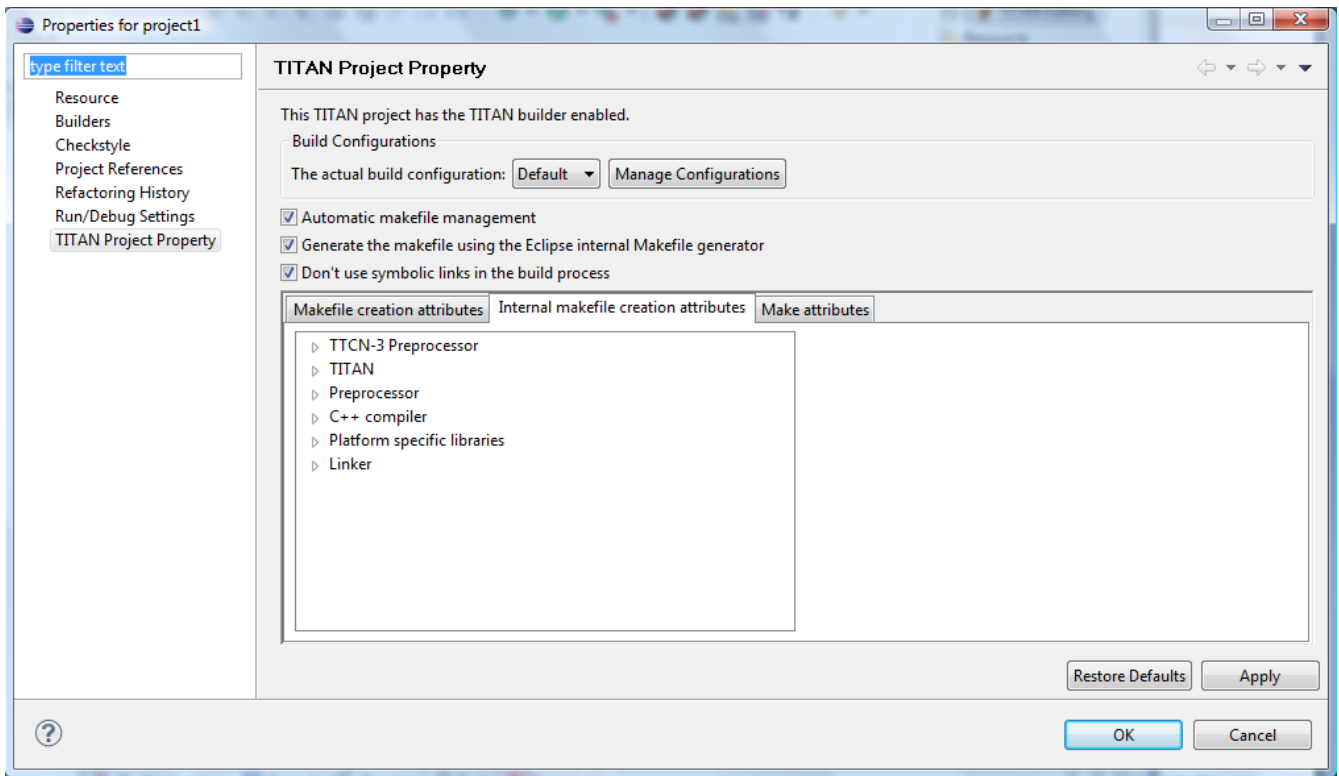 Properties for project1
type filter text
TITAN Project Property
Resource
Builders
Checkstyle
Project References
Refactoring History
Run/Debug Settings
TITAN Project Property
This TITAN project has the TITAN builder enabled.
Build Configurations
The actual build configuration: Default Manage Configurations
Automatic makefile management
Generate the makefile using the Eclipse internal Makefile generator
Don't use symbolic links in the build process
Makefile creation attributes Internal makefile creation attributes Make attributes
TTCN-3 Preprocessor
TITAN
Preprocessor
C++ compiler
Platform specific libraries
Linker
Restore Defaults Apply
OK Cancel